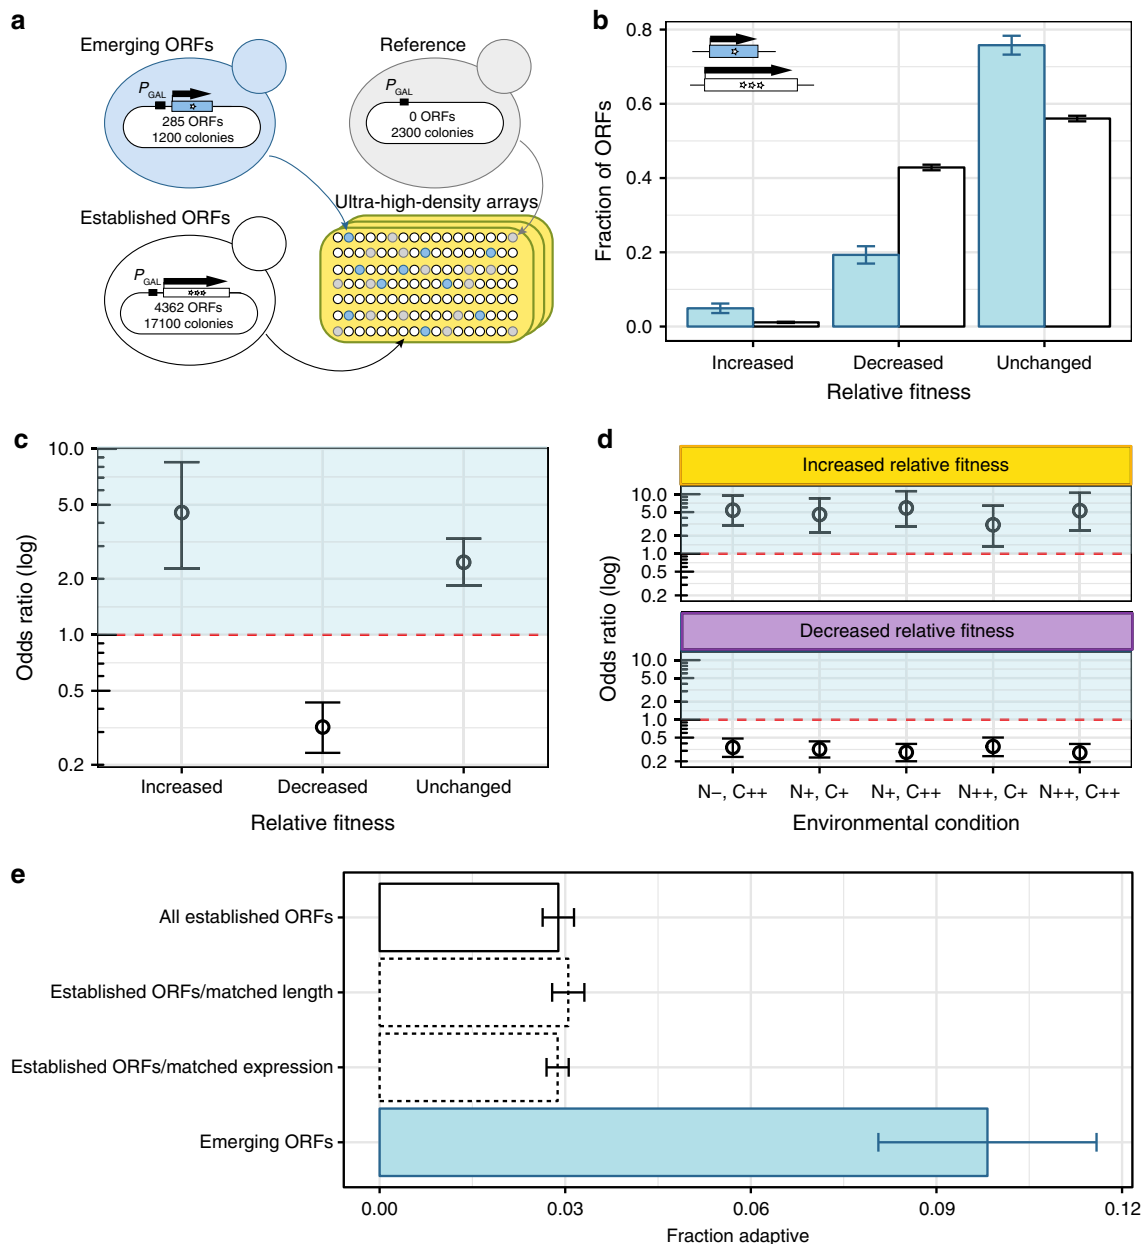 a
Emerging ORFs
PGAL
285 ORFs
1200 colonies
Reference
PGAL
0 ORFs
2300 colonies
Established ORFs
PGAL
4362 ORFs
17100 colonies
Ultra-high-density arrays
b
Fraction of ORFs
0.8
0.6
0.4
0.2
0.0
Increased
Decreased
Unchanged
Relative fitness
c
Odds ratio (log)
10.0
5.0
2.0
1.0
0.5
0.2
Increased
Decreased
Unchanged
Relative fitness
d
Odds ratio (log)
Increased relative fitness
10.0
5.0
2.0
1.0
0.5
0.2
Decreased relative fitness
10.0
5.0
2.0
1.0
0.5
0.2
N−, C++
N+, C+
N+, C++
N++, C+
N++, C++
Environmental condition
e
All established ORFs
Established ORFs/matched length
Established ORFs/matched expression
Emerging ORFs
0.00
0.03
0.06
0.09
0.12
Fraction adaptive